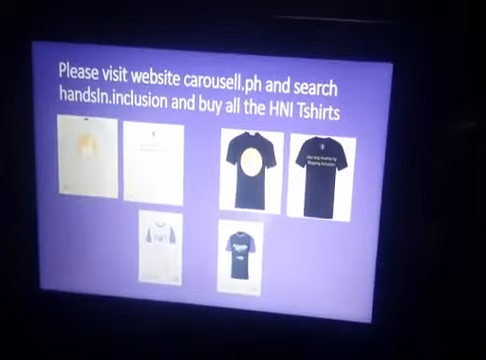 Please visit website carousell.ph and search
handsIn.inclusion and buy all the HNI Tshirts